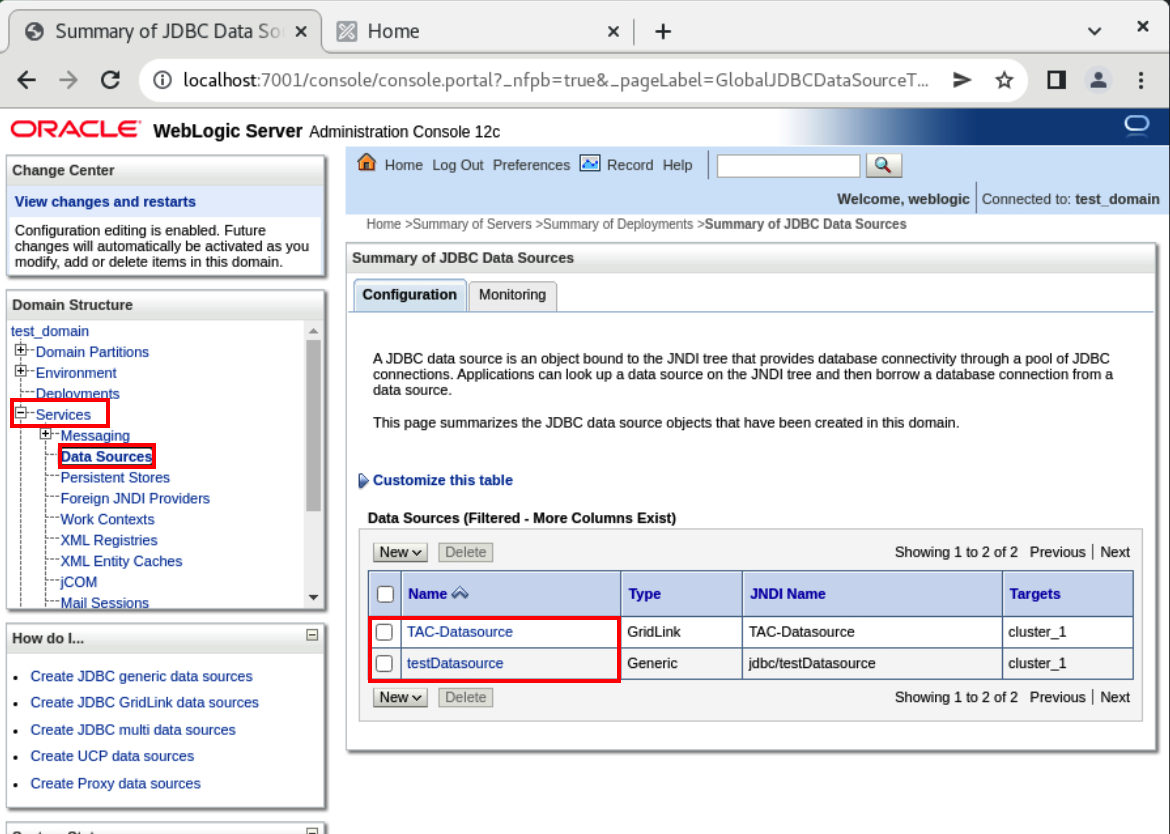 Summary of JDBC Data So
Home
localhost:7001/console/console.portal?_nfpb=true&_pageLabel=GlobalJDBCDataSourceT...
ORACLE WebLogic Server Administration Console 12c
Change Center
View changes and restarts
Configuration editing is enabled. Future
changes will automatically be activated as you
modify, add or delete items in this domain.
Domain Structure
test_domain
Domain Partitions
Environment
Deployments
Services
Messaging
Data Sources
Persistent Stores
Foreign JNDI Providers
Work Contexts
XML Registries
XML Entity Caches
jCOM
Mail Sessions
How do I...
Create JDBC generic data sources
Create JDBC GridLink data sources
Create JDBC multi data sources
Create UCP data sources
Create Proxy data sources
Home Log Out Preferences Record Help
Welcome, weblogic Connected to: test_domain
Home >Summary of Servers >Summary of Deployments >Summary of JDBC Data Sources
Summary of JDBC Data Sources
Configuration Monitoring
A JDBC data source is an object bound to the JNDI tree that provides database connectivity through a pool of JDBC
connections. Applications can look up a data source on the JNDI tree and then borrow a database connection from a
data source.
This page summarizes the JDBC data source objects that have been created in this domain.
Customize this table
Data Sources (Filtered - More Columns Exist)
New Delete Showing 1 to 2 of 2 Previous | Next
Name Type JNDI Name Targets
TAC-Datasource GridLink TAC-Datasource cluster_1
testDatasource Generic jdbc/testDatasource cluster_1
New Delete Showing 1 to 2 of 2 Previous | Next